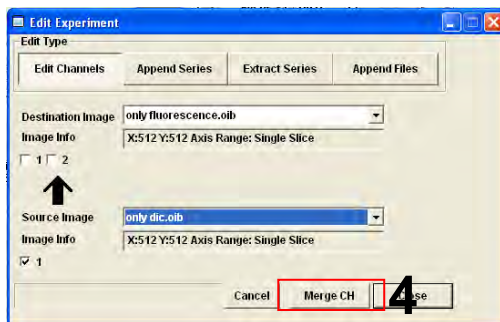 Edit Experiment
Edit Type
Edit Channels Append Series Extract Series Append Files
Destination Image only fluorescence.oib
Image Info X:512 Y:512 Axis Range: Single Slice
1 2
Source Image only dic.oib
Image Info X:512 Y:512 Axis Range: Single Slice
1
Cancel Merge CH 4 ose